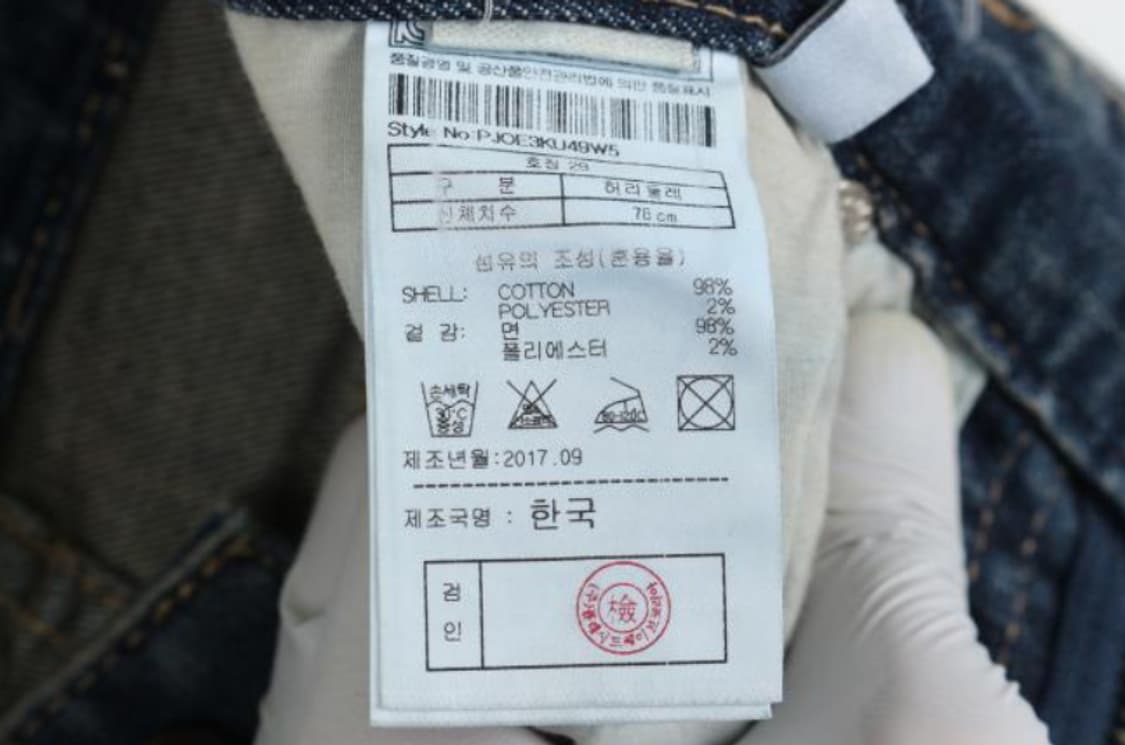 품질경영 및 공산품안전관리법에 의한 품질표시
Style No:PJOE3KU49W5
호칭 29
구 분 허리둘레
신체치수 76 cm
섬유의 조성(혼용율)
SHELL: COTTON 98%
POLYESTER 2%
겉 감: 면 98%
폴리에스터 2%
손세탁
30°C
중성
80-120℃
제조년월:2017.09
제조국명 : 한국
검
인
檢